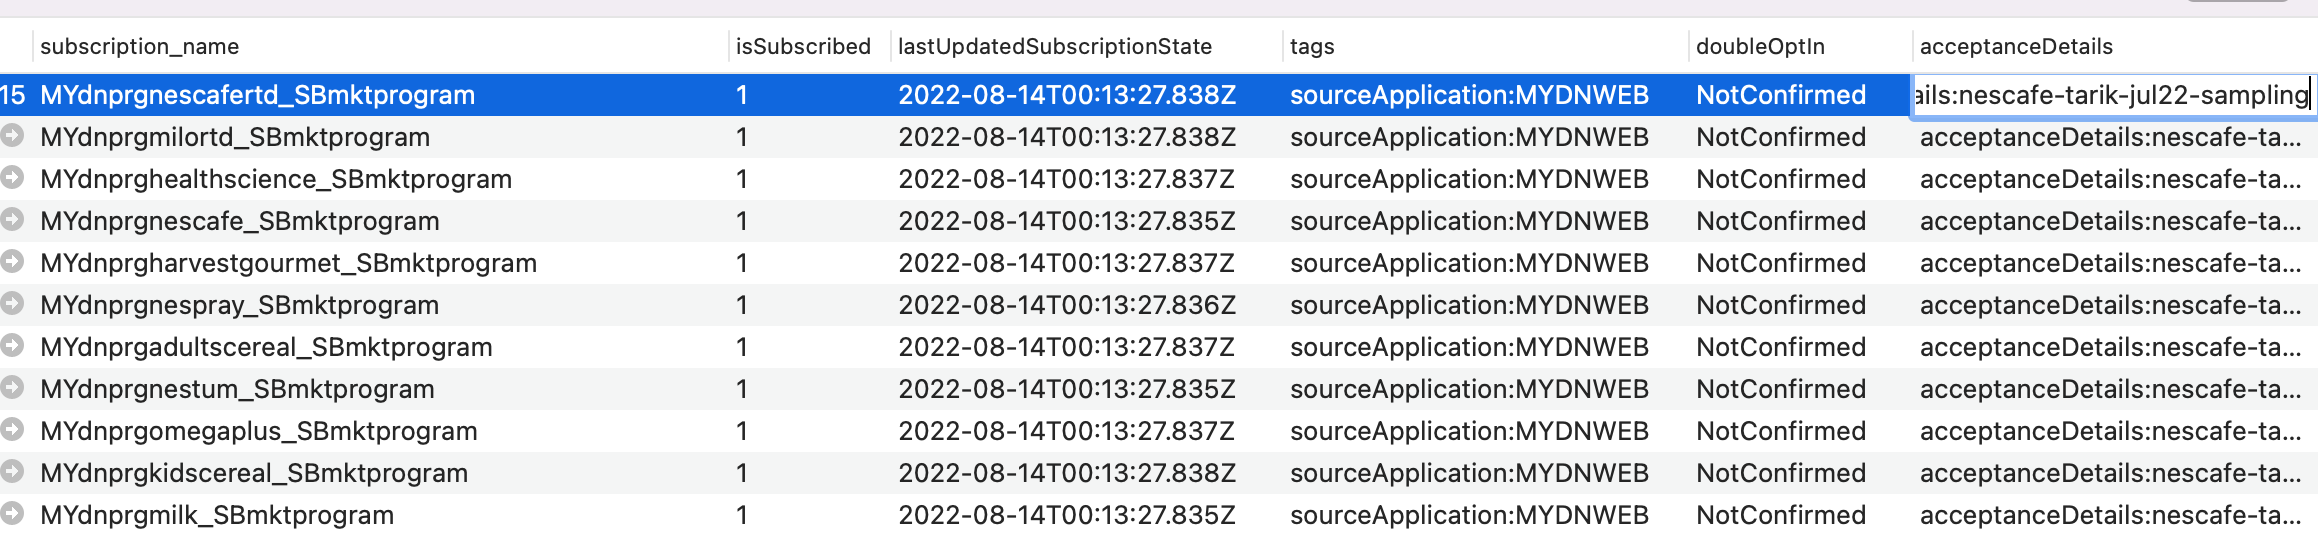 subscription_name isSubscribed lastUpdatedSubscriptionState tags doubleOptIn acceptanceDetails
15 MYdnprgnescafertd_SBmktprogram 1 2022-08-14T00:13:27.838Z sourceApplication:MYDNWEB NotConfirmed ails:nescafe-tarik-jul22-sampling
MYdnprgmilortd_SBmktprogram 1 2022-08-14T00:13:27.838Z sourceApplication:MYDNWEB NotConfirmed acceptanceDetails:nescafe-ta...
MYdnprghealthscience_SBmktprogram 1 2022-08-14T00:13:27.837Z sourceApplication:MYDNWEB NotConfirmed acceptanceDetails:nescafe-ta...
MYdnprgnescafe_SBmktprogram 1 2022-08-14T00:13:27.835Z sourceApplication:MYDNWEB NotConfirmed acceptanceDetails:nescafe-ta...
MYdnprgharvestgourmet_SBmktprogram 1 2022-08-14T00:13:27.837Z sourceApplication:MYDNWEB NotConfirmed acceptanceDetails:nescafe-ta...
MYdnprgnespray_SBmktprogram 1 2022-08-14T00:13:27.836Z sourceApplication:MYDNWEB NotConfirmed acceptanceDetails:nescafe-ta...
MYdnprgadultscereal_SBmktprogram 1 2022-08-14T00:13:27.837Z sourceApplication:MYDNWEB NotConfirmed acceptanceDetails:nescafe-ta...
MYdnprgnestum_SBmktprogram 1 2022-08-14T00:13:27.835Z sourceApplication:MYDNWEB NotConfirmed acceptanceDetails:nescafe-ta...
MYdnprgomegaplus_SBmktprogram 1 2022-08-14T00:13:27.837Z sourceApplication:MYDNWEB NotConfirmed acceptanceDetails:nescafe-ta...
MYdnprgkidscereal_SBmktprogram 1 2022-08-14T00:13:27.838Z sourceApplication:MYDNWEB NotConfirmed acceptanceDetails:nescafe-ta...
MYdnprgmilk_SBmktprogram 1 2022-08-14T00:13:27.835Z sourceApplication:MYDNWEB NotConfirmed acceptanceDetails:nescafe-ta...